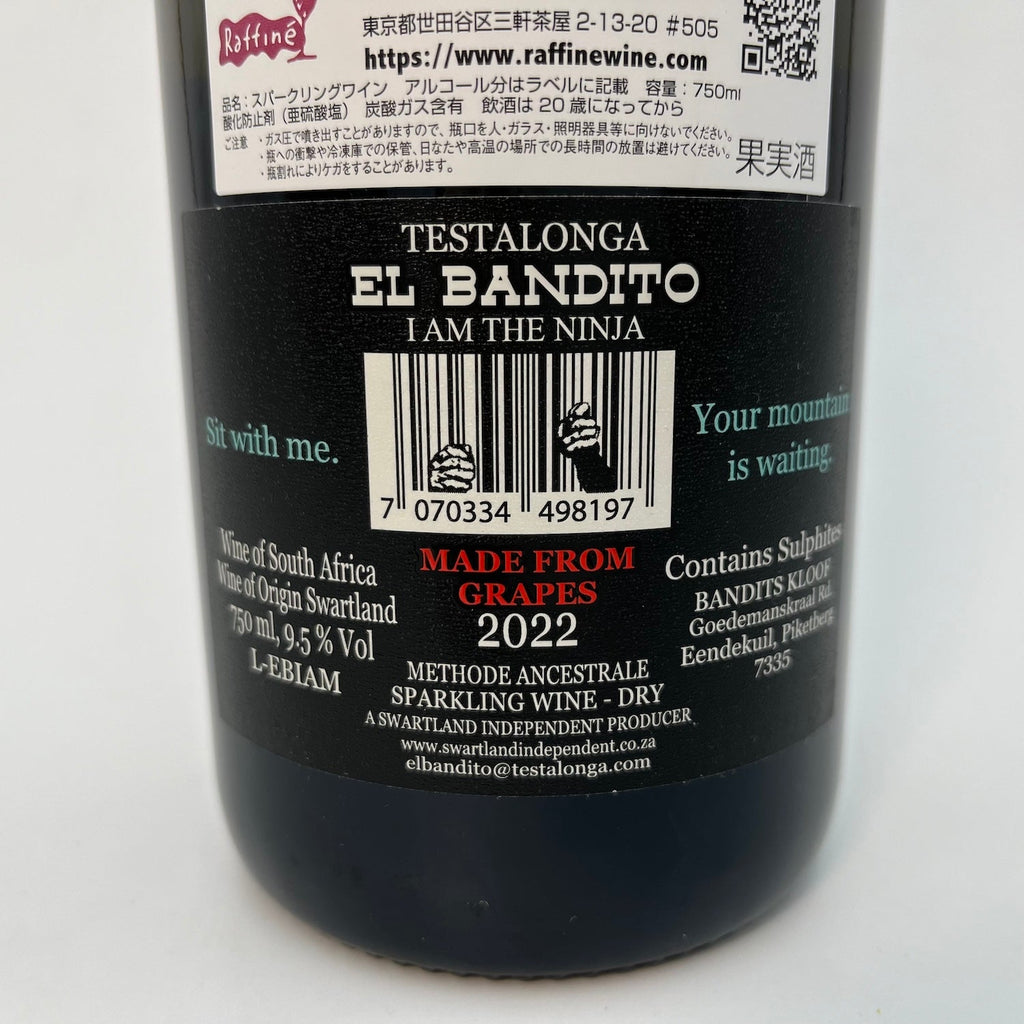 Raffiné
東京都世田谷区三軒茶屋 2-13-20 #505
https://www.raffinewine.com
品名：スパークリングワイン　アルコール分はラベルに記載　容量：750ml
酸化防止剤（亜硫酸塩）　炭酸ガス含有　飲酒は 20 歳になってから
ご注意　・ガス圧で噴き出すことがありますので、瓶口を人・ガラス・照明器具等に向けないでください。
・瓶への衝撃や冷凍庫での保管、日なたや高温の場所での長時間の放置は避けてください。
・瓶割れによりケガをすることがあります。
果実酒
TESTALONGA
EL BANDITO
I AM THE NINJA
Sit with me.
Your mountain
is waiting.
7 070334 498197
Wine of South Africa
Wine of Origin Swartland
750 ml, 9.5 % Vol
L-EBIAM
MADE FROM
GRAPES
2022
METHODE ANCESTRALE
SPARKLING WINE - DRY
A SWARTLAND INDEPENDENT PRODUCER
www.swartlandindependent.co.za
elbandito@testalonga.com
Contains Sulphites
BANDITS KLOOF
Goedemanskraal Rd.
Eendekuil, Piketberg
7335